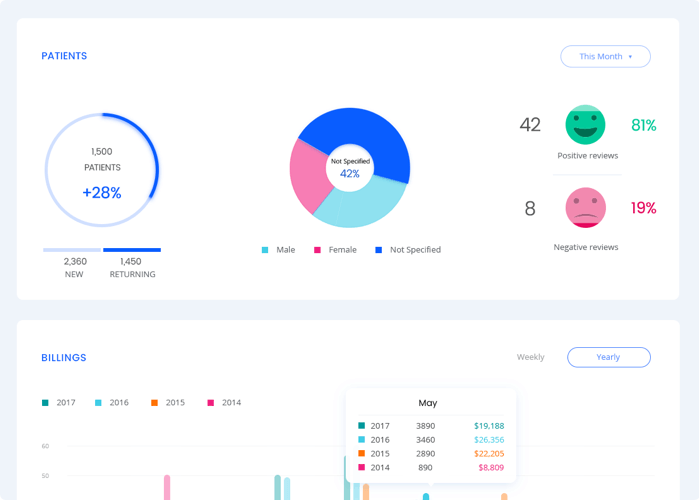 PATIENTS
This Month
1,500
PATIENTS
+28%
2,360
NEW
1,450
RETURNING
Not Specified
42%
Male
Female
Not Specified
42
81%
Positive reviews
8
19%
Negative reviews
BILLINGS
Weekly
Yearly
2017
2016
2015
2014
May
2017 3890 $19,188
2016 3460 $26,356
2015 2890 $22,205
2014 890 $8,809
60
50